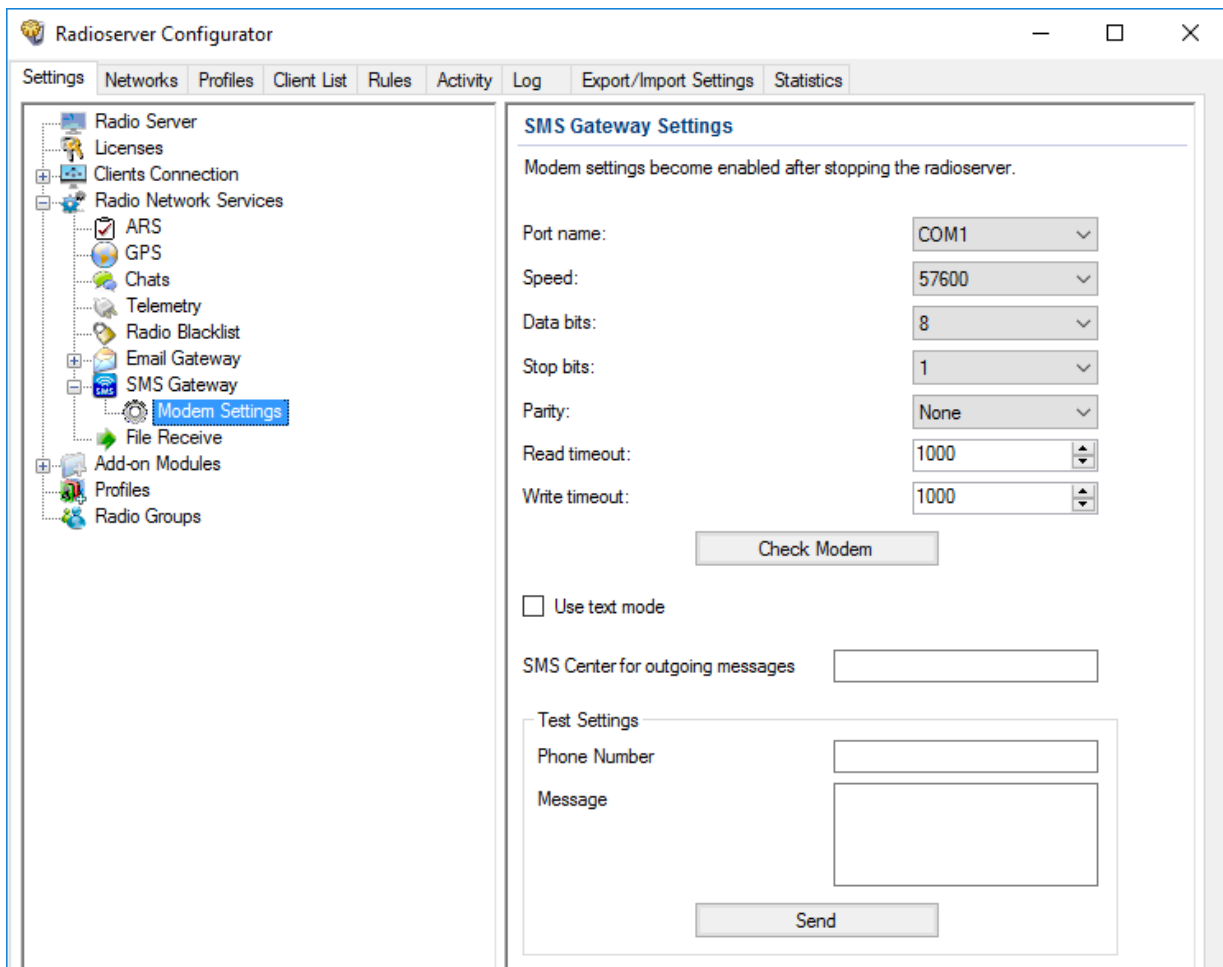 Radioserver Configurator
Settings Networks Profiles Client List Rules Activity Log Export/Import Settings Statistics
Radio Server
Licenses
Clients Connection
Radio Network Services
ARS
GPS
Chats
Telemetry
Radio Blacklist
Email Gateway
SMS Gateway
Modem Settings
File Receive
Add-on Modules
Profiles
Radio Groups
SMS Gateway Settings
Modem settings become enabled after stopping the radioserver.
Port name: COM1
Speed: 57600
Data bits: 8
Stop bits: 1
Parity: None
Read timeout: 1000
Write timeout: 1000
Check Modem
Use text mode
SMS Center for outgoing messages
Test Settings
Phone Number
Message
Send